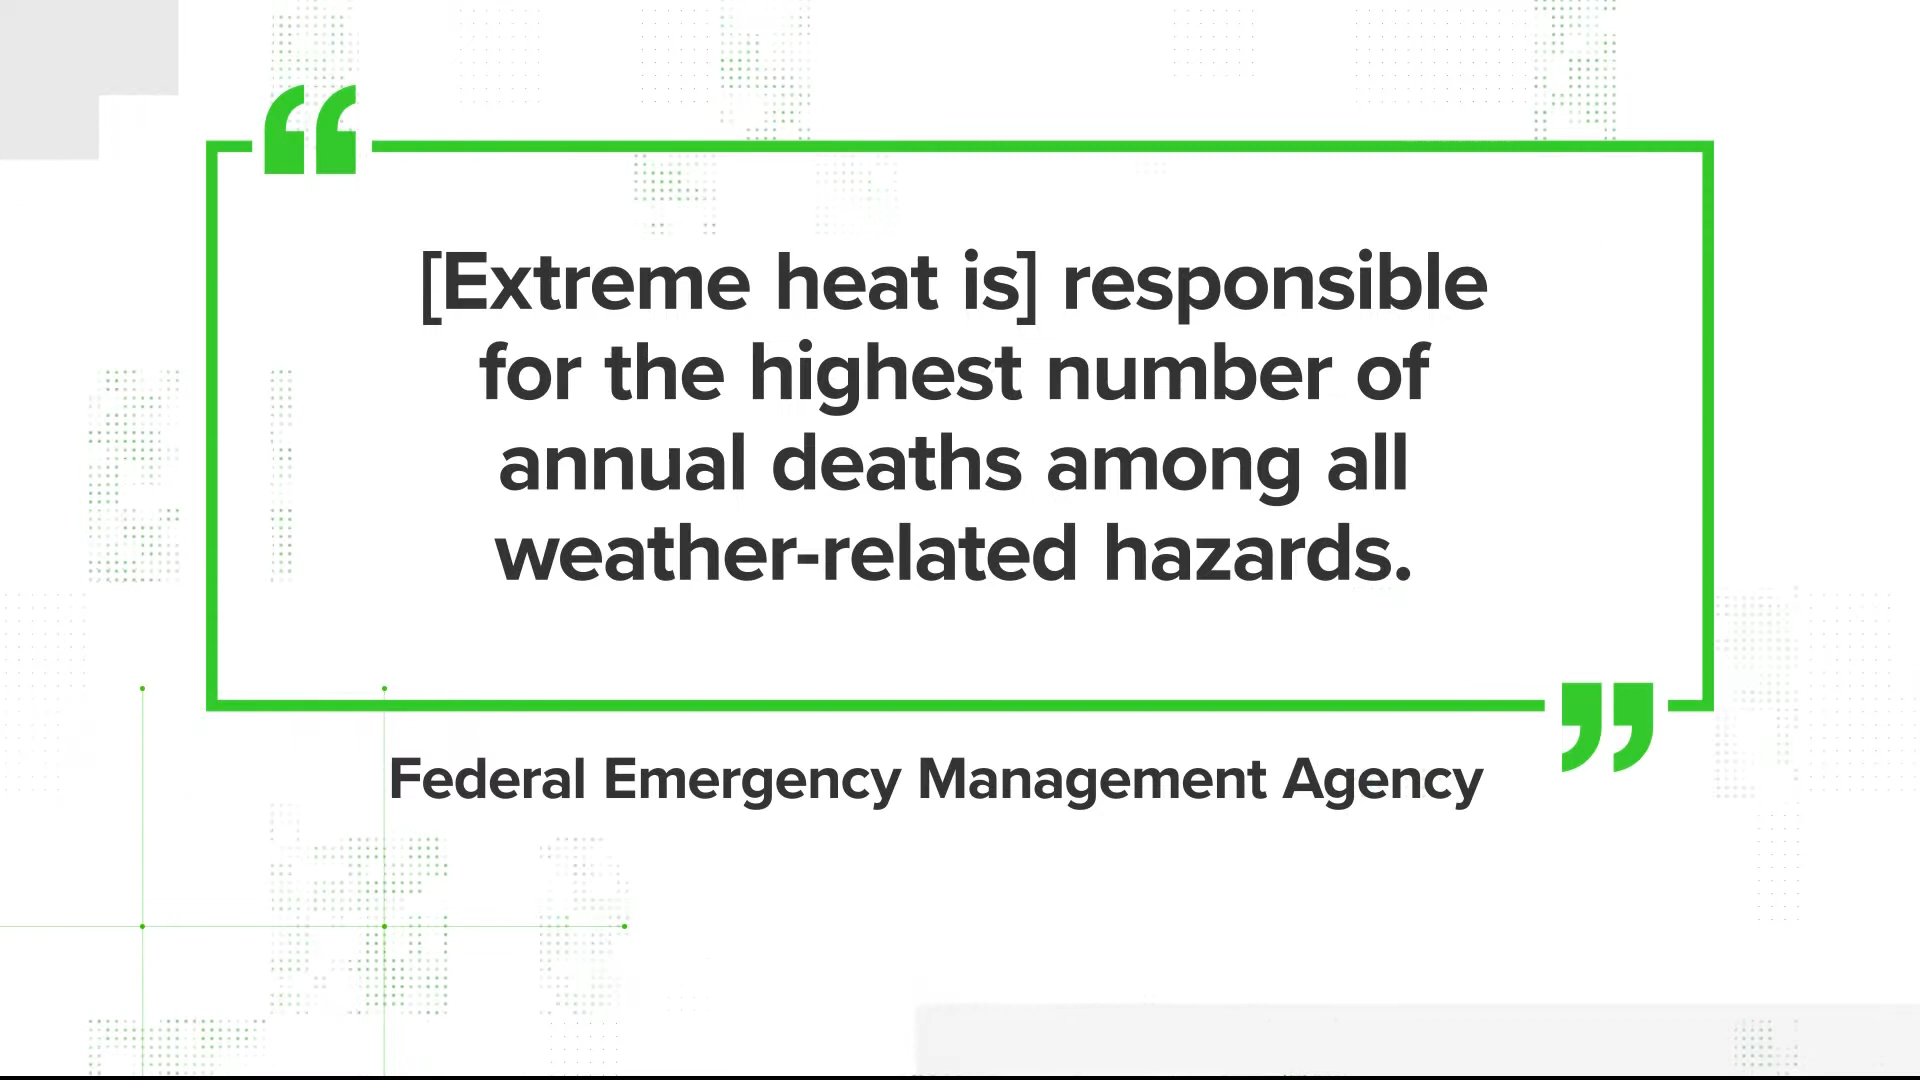 “
[Extreme heat is] responsible
for the highest number of
annual deaths among all
weather-related hazards.
”
Federal Emergency Management Agency